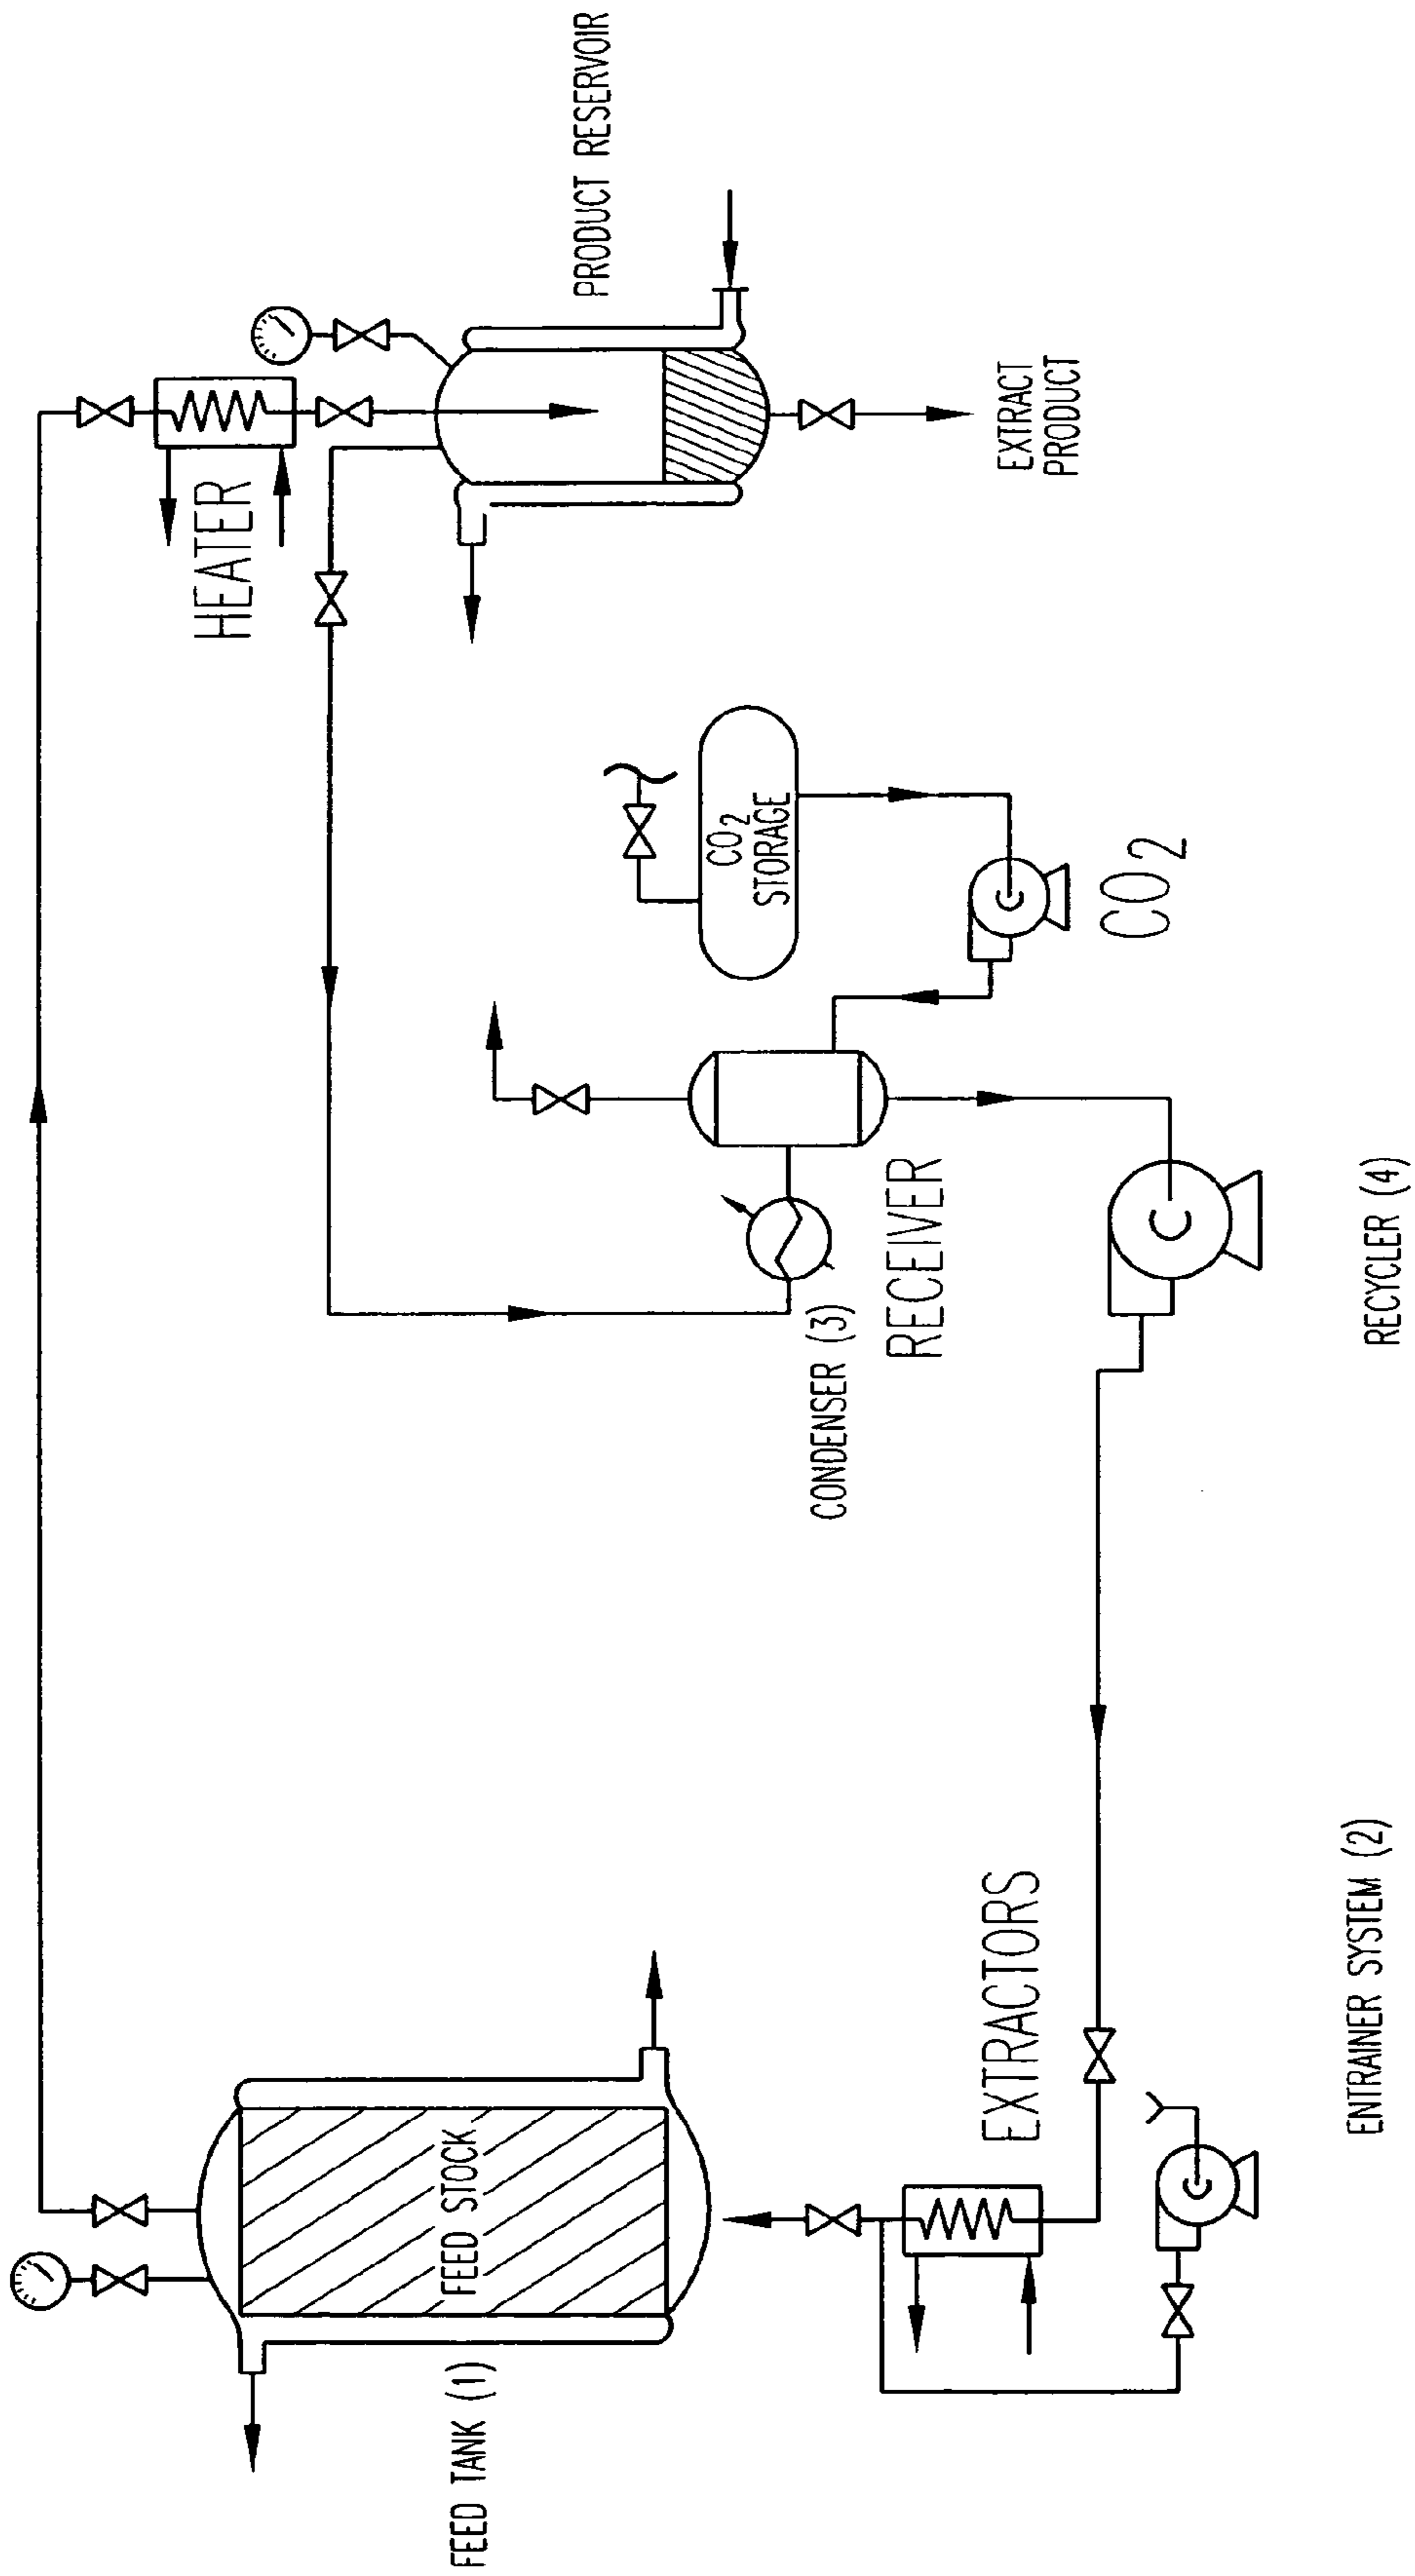 FEED TANK (1)
FEED STOCK
EXTRACTORS
ENTRAINER SYSTEM (2)
CONDENSER (3)
RECEIVER
RECYCLER (4)
CO2
STORAGE
CO2
HEATER
PRODUCT RESERVOIR
EXTRACT
PRODUCT